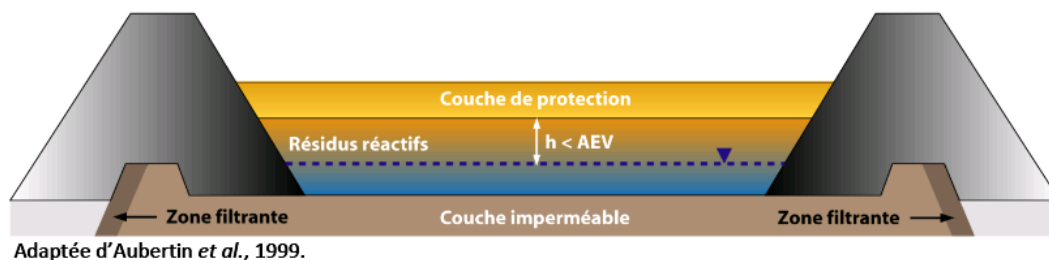 Couche de protection
Résidus réactifs
h < AEV
Zone filtrante
Couche imperméable
Zone filtrante
Adaptée d'Aubertin et al., 1999.